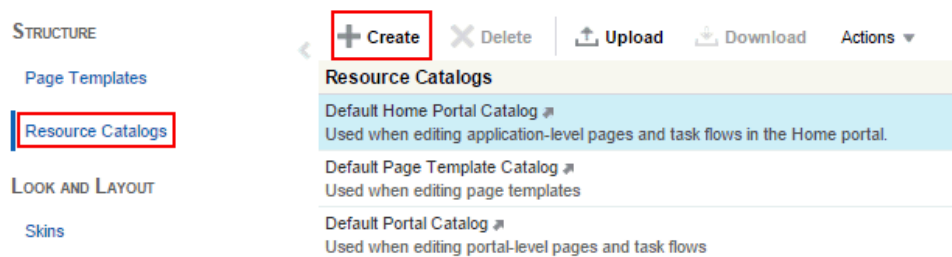 STRUCTURE
Page Templates
Resource Catalogs
LOOK AND LAYOUT
Skins
Create Delete Upload Download Actions
Resource Catalogs
Default Home Portal Catalog
Used when editing application-level pages and task flows in the Home portal.
Default Page Template Catalog
Used when editing page templates
Default Portal Catalog
Used when editing portal-level pages and task flows